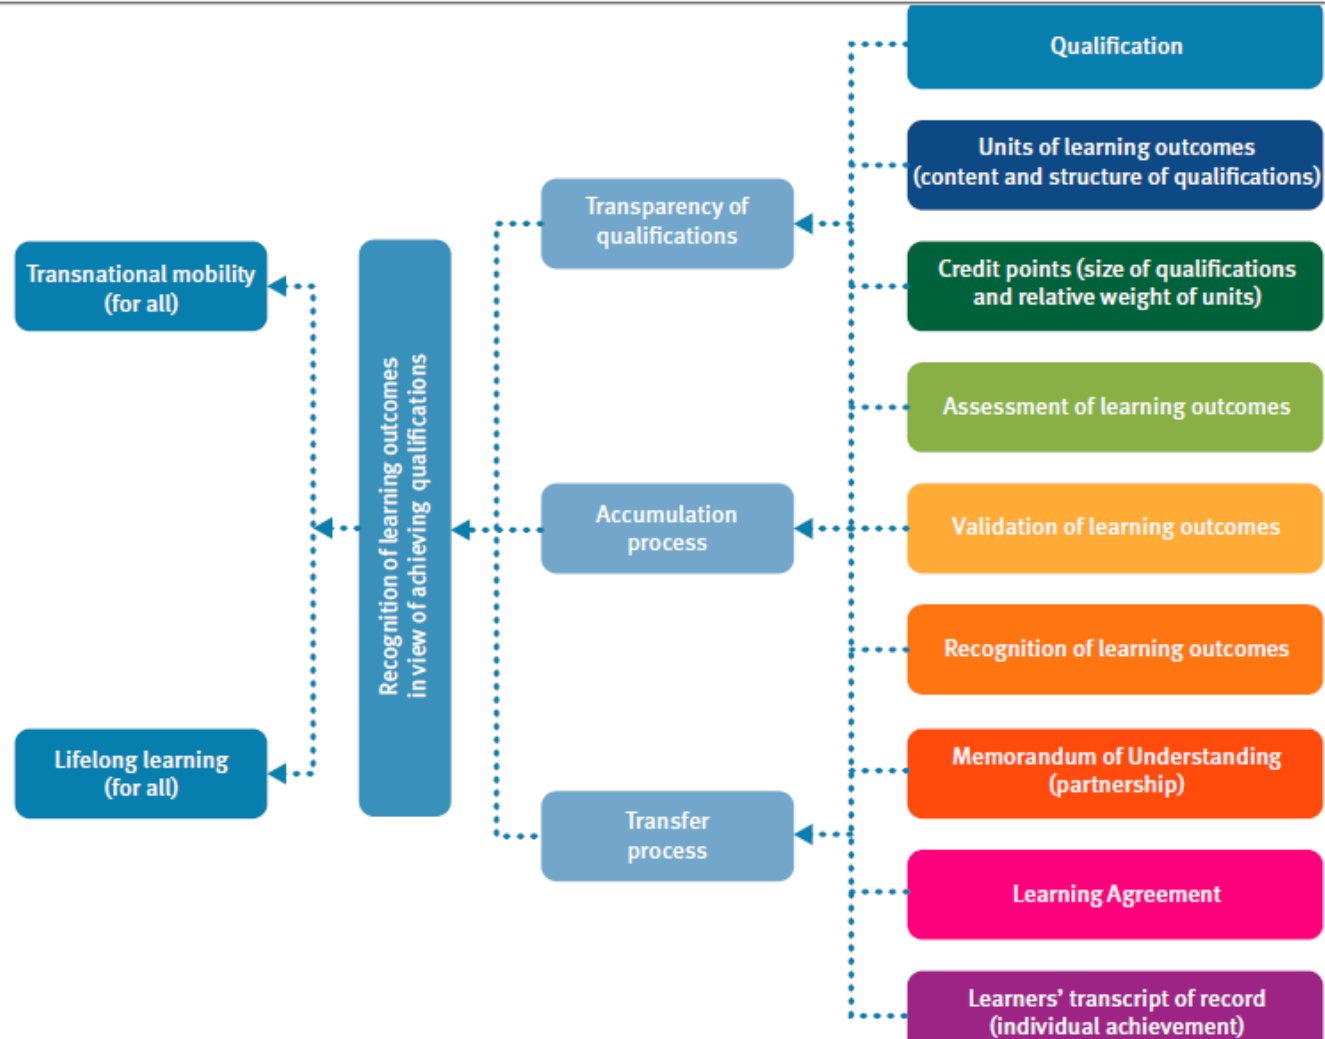 Qualification
Units of learning outcomes
(content and structure of qualifications)
Transparency of
qualifications
Credit points (size of qualifications
and relative weight of units)
Transnational mobility
(for all)
Recognition of learning outcomes
in view of achieving qualifications
Assessment of learning outcomes
Accumulation
process
Validation of learning outcomes
Recognition of learning outcomes
Lifelong learning
(for all)
Memorandum of Understanding
(partnership)
Transfer
process
Learning Agreement
Learners’ transcript of record
(individual achievement)